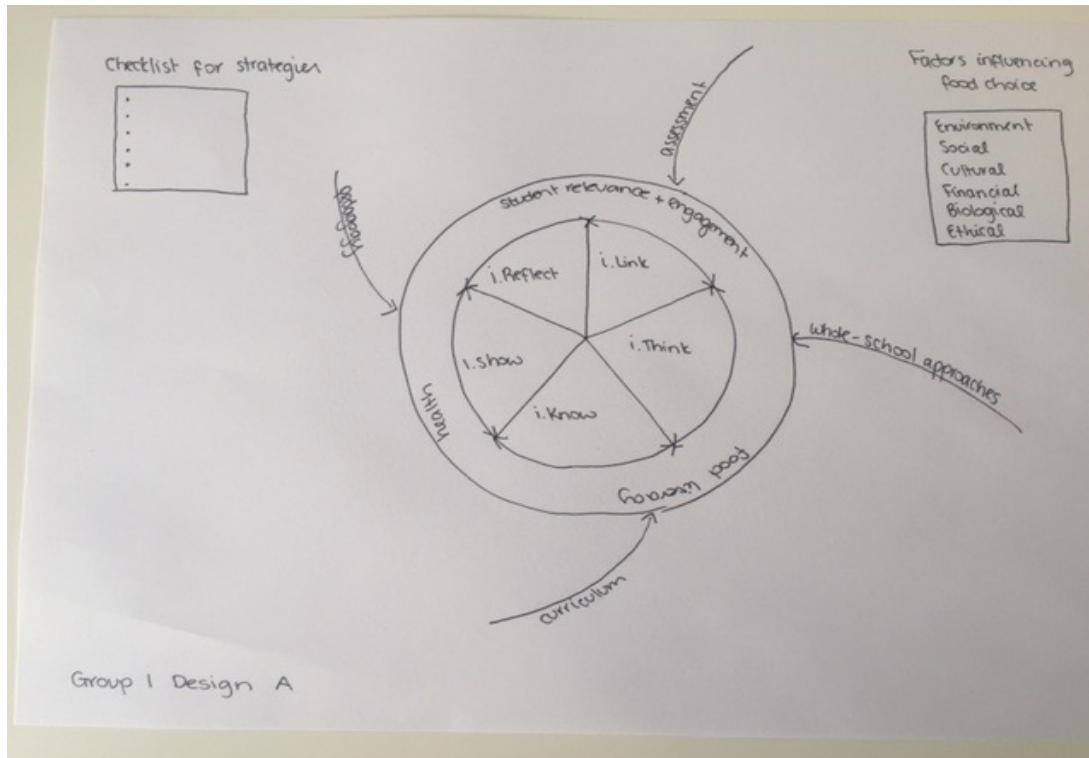 Checklist for strategies
Factors influencing
food choice
Environment
Social
Cultural
Financial
Biological
Ethical
assessment
pedagogy
student relevance + engagement
i.Reflect
i.Link
i.Show
i.Think
i.Know
whole-school approaches
health
food literacy
curriculum
Group 1 Design A